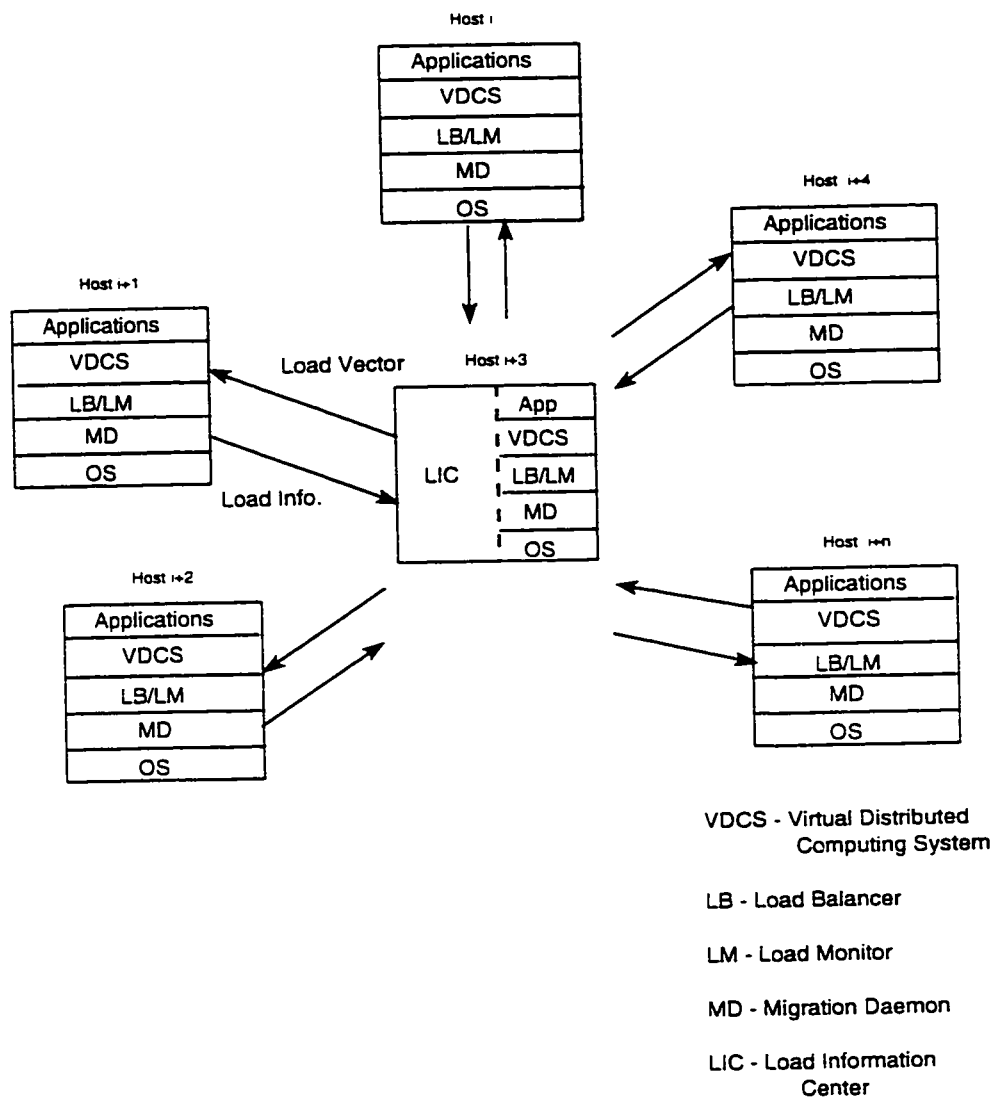 Host i
Applications
VDCS
LB/LM
MD
OS
Host i+4
Applications
VDCS
LB/LM
MD
OS
Host i+1
Applications
VDCS
LB/LM
MD
OS
Load Vector
Load Info.
Host i+3
LIC
App
VDCS
LB/LM
MD
OS
Host i+2
Applications
VDCS
LB/LM
MD
OS
Host i+n
Applications
VDCS
LB/LM
MD
OS
VDCS - Virtual Distributed
Computing System
LB - Load Balancer
LM - Load Monitor
MD - Migration Daemon
LIC - Load Information
Center